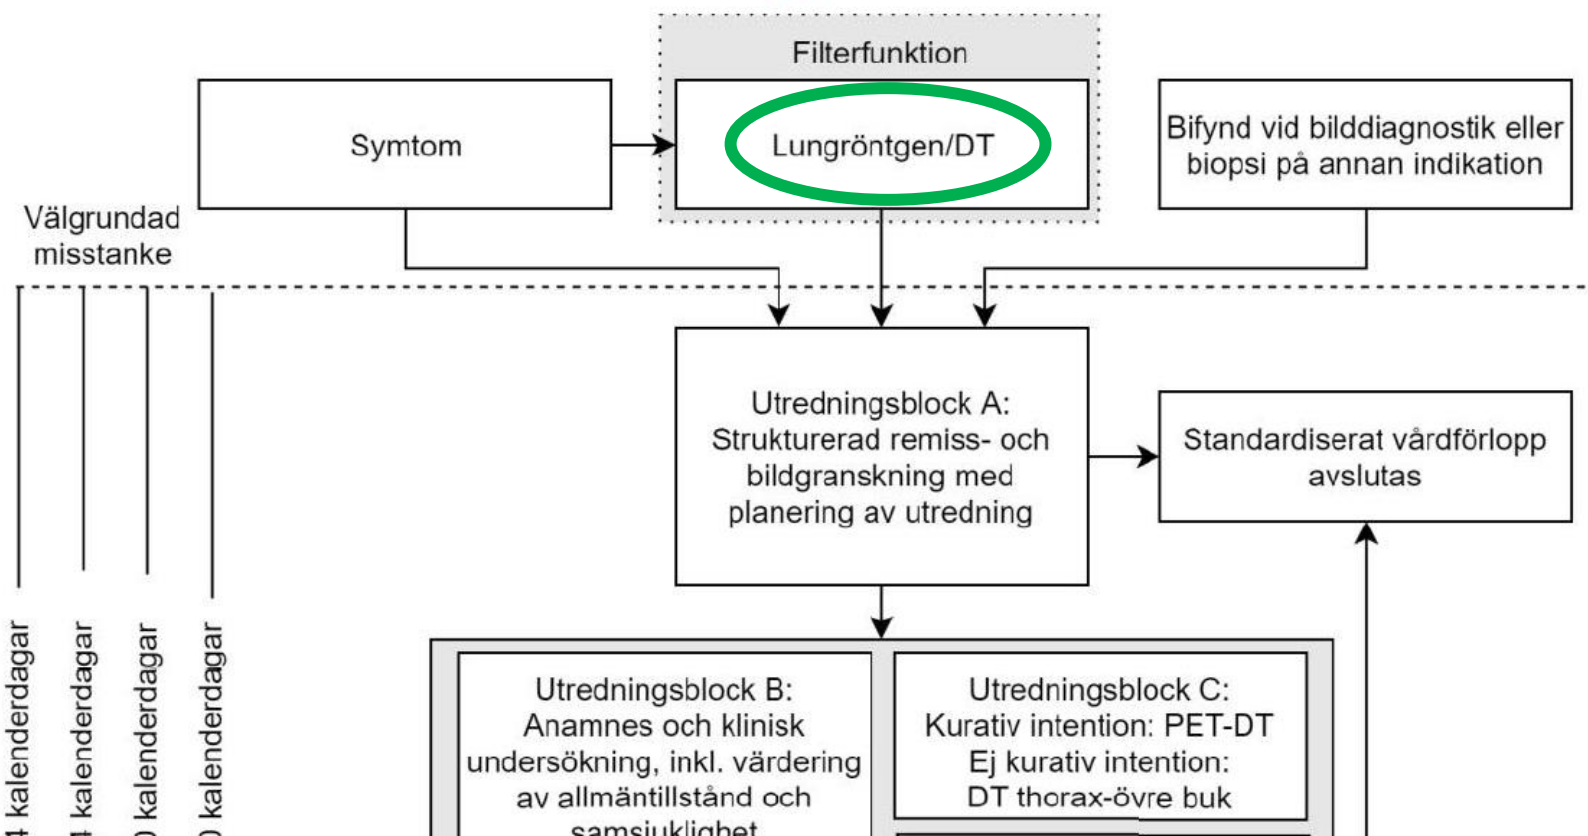 Filterfunktion
Symtom
Lungröntgen/DT
Bifynd vid bilddiagnostik eller
biopsi på annan indikation
Välgrundad
misstanke
Utredningsblock A:
Strukturerad remiss- och
bildgranskning med
planering av utredning
Standardiserat vårdförlopp
avslutas
kalenderdagar
kalenderdagar
kalenderdagar
kalenderdagar
Utredningsblock B:
Anamnes och klinisk
undersökning, inkl. värdering
av allmäntillstånd och
samsjuklighet
Utredningsblock C:
Kurativ intention: PET-DT
Ej kurativ intention:
DT thorax-övre buk